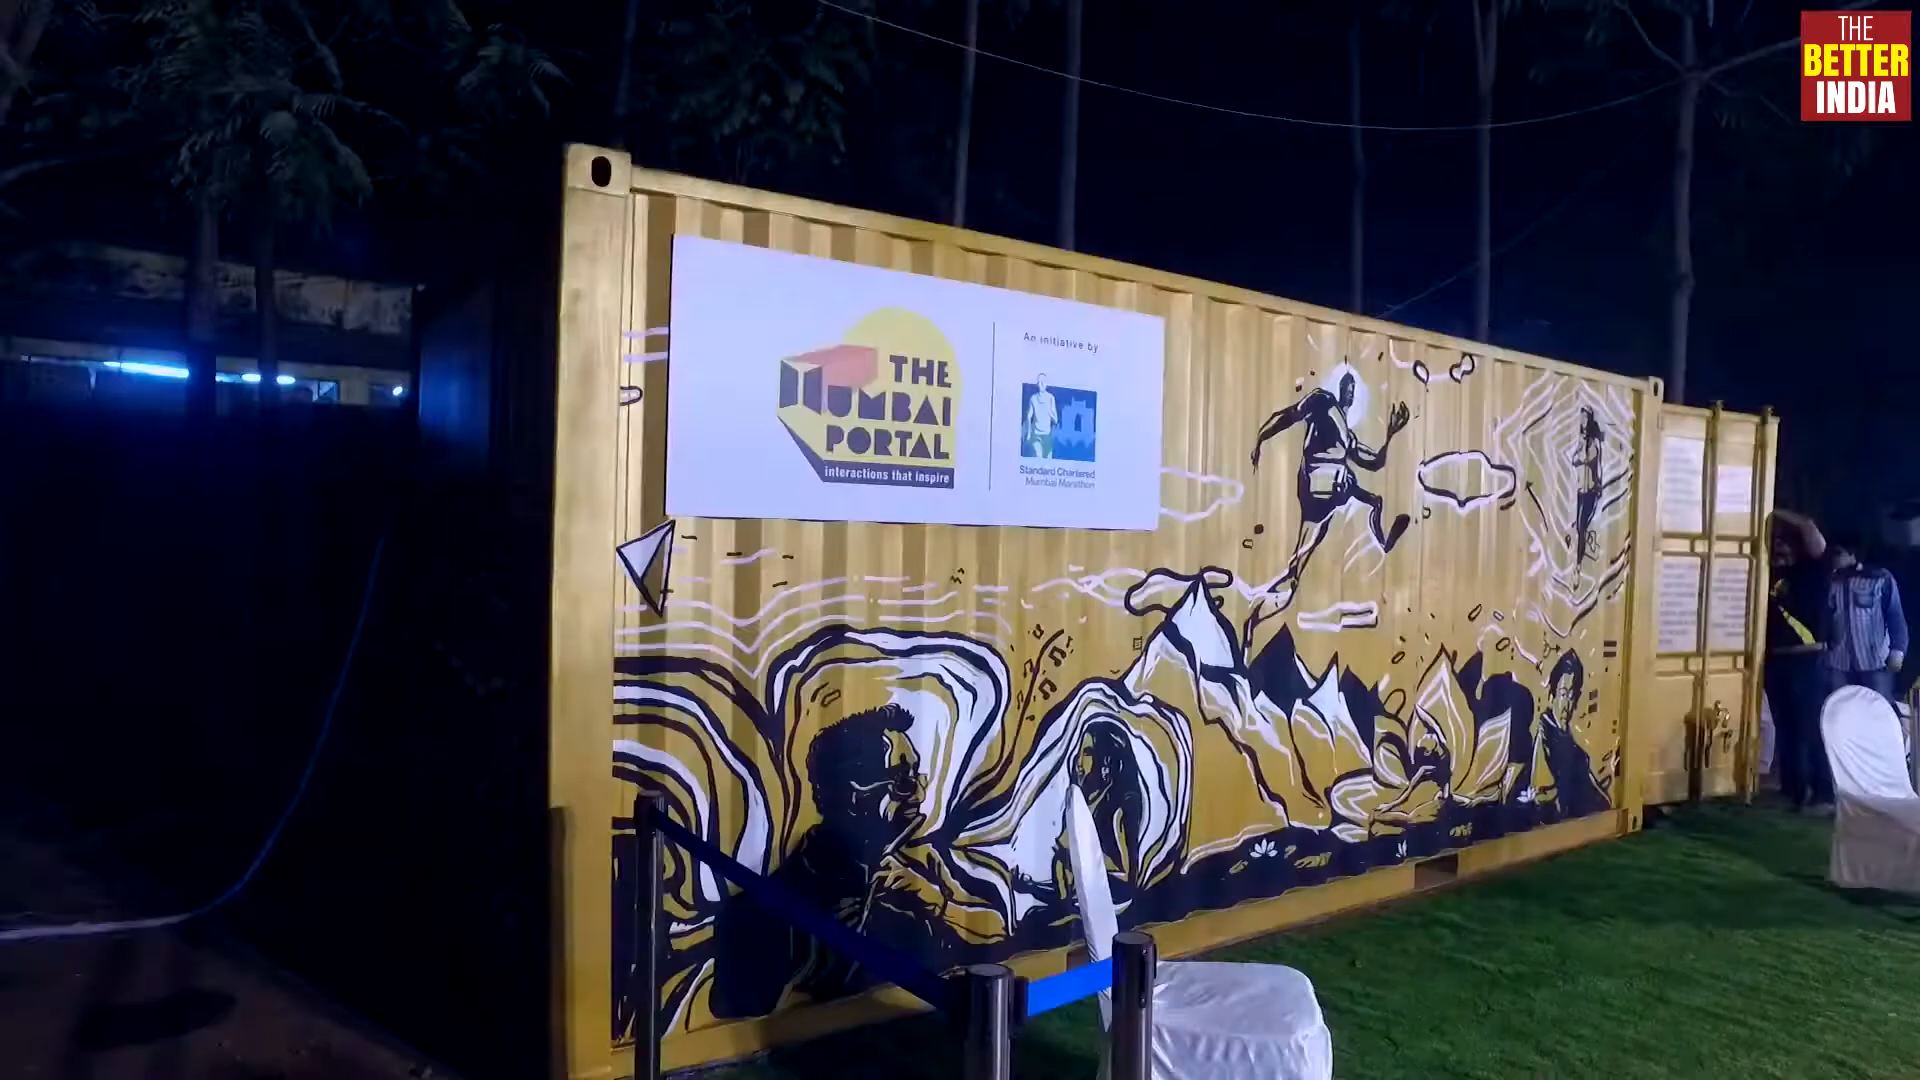 THE
BETTER
INDIA
THE
MUMBAI
PORTAL
interactions that inspire
An initiative by
Standard Chartered
Mumbai Marathon